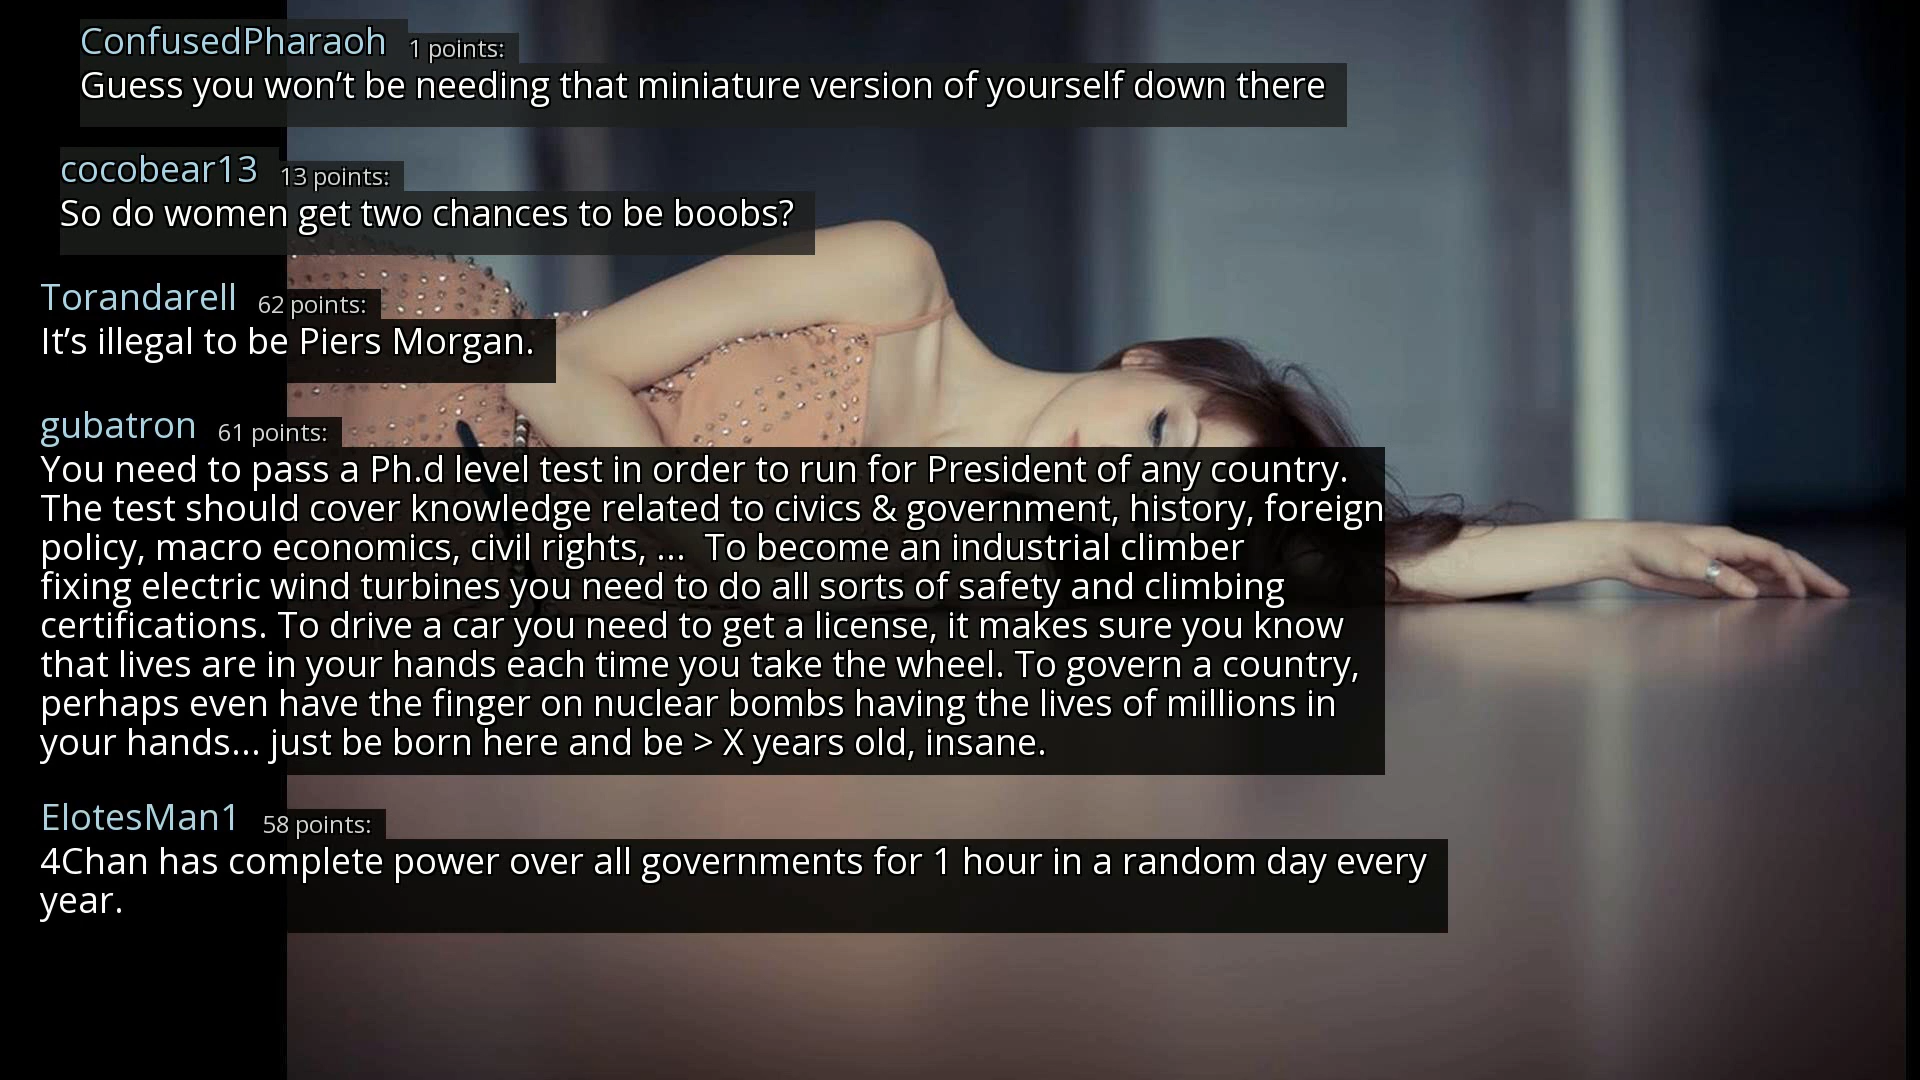 ConfusedPharaoh 1 points:
Guess you won’t be needing that miniature version of yourself down there
cocobear13 13 points:
So do women get two chances to be boobs?
Torandarell 62 points:
It’s illegal to be Piers Morgan.
gubatron 61 points:
You need to pass a Ph.d level test in order to run for President of any country.
The test should cover knowledge related to civics & government, history, foreign
policy, macro economics, civil rights, ...  To become an industrial climber
fixing electric wind turbines you need to do all sorts of safety and climbing
certifications. To drive a car you need to get a license, it makes sure you know
that lives are in your hands each time you take the wheel. To govern a country,
perhaps even have the finger on nuclear bombs having the lives of millions in
your hands... just be born here and be > X years old, insane.
ElotesMan1 58 points:
4Chan has complete power over all governments for 1 hour in a random day every
year.